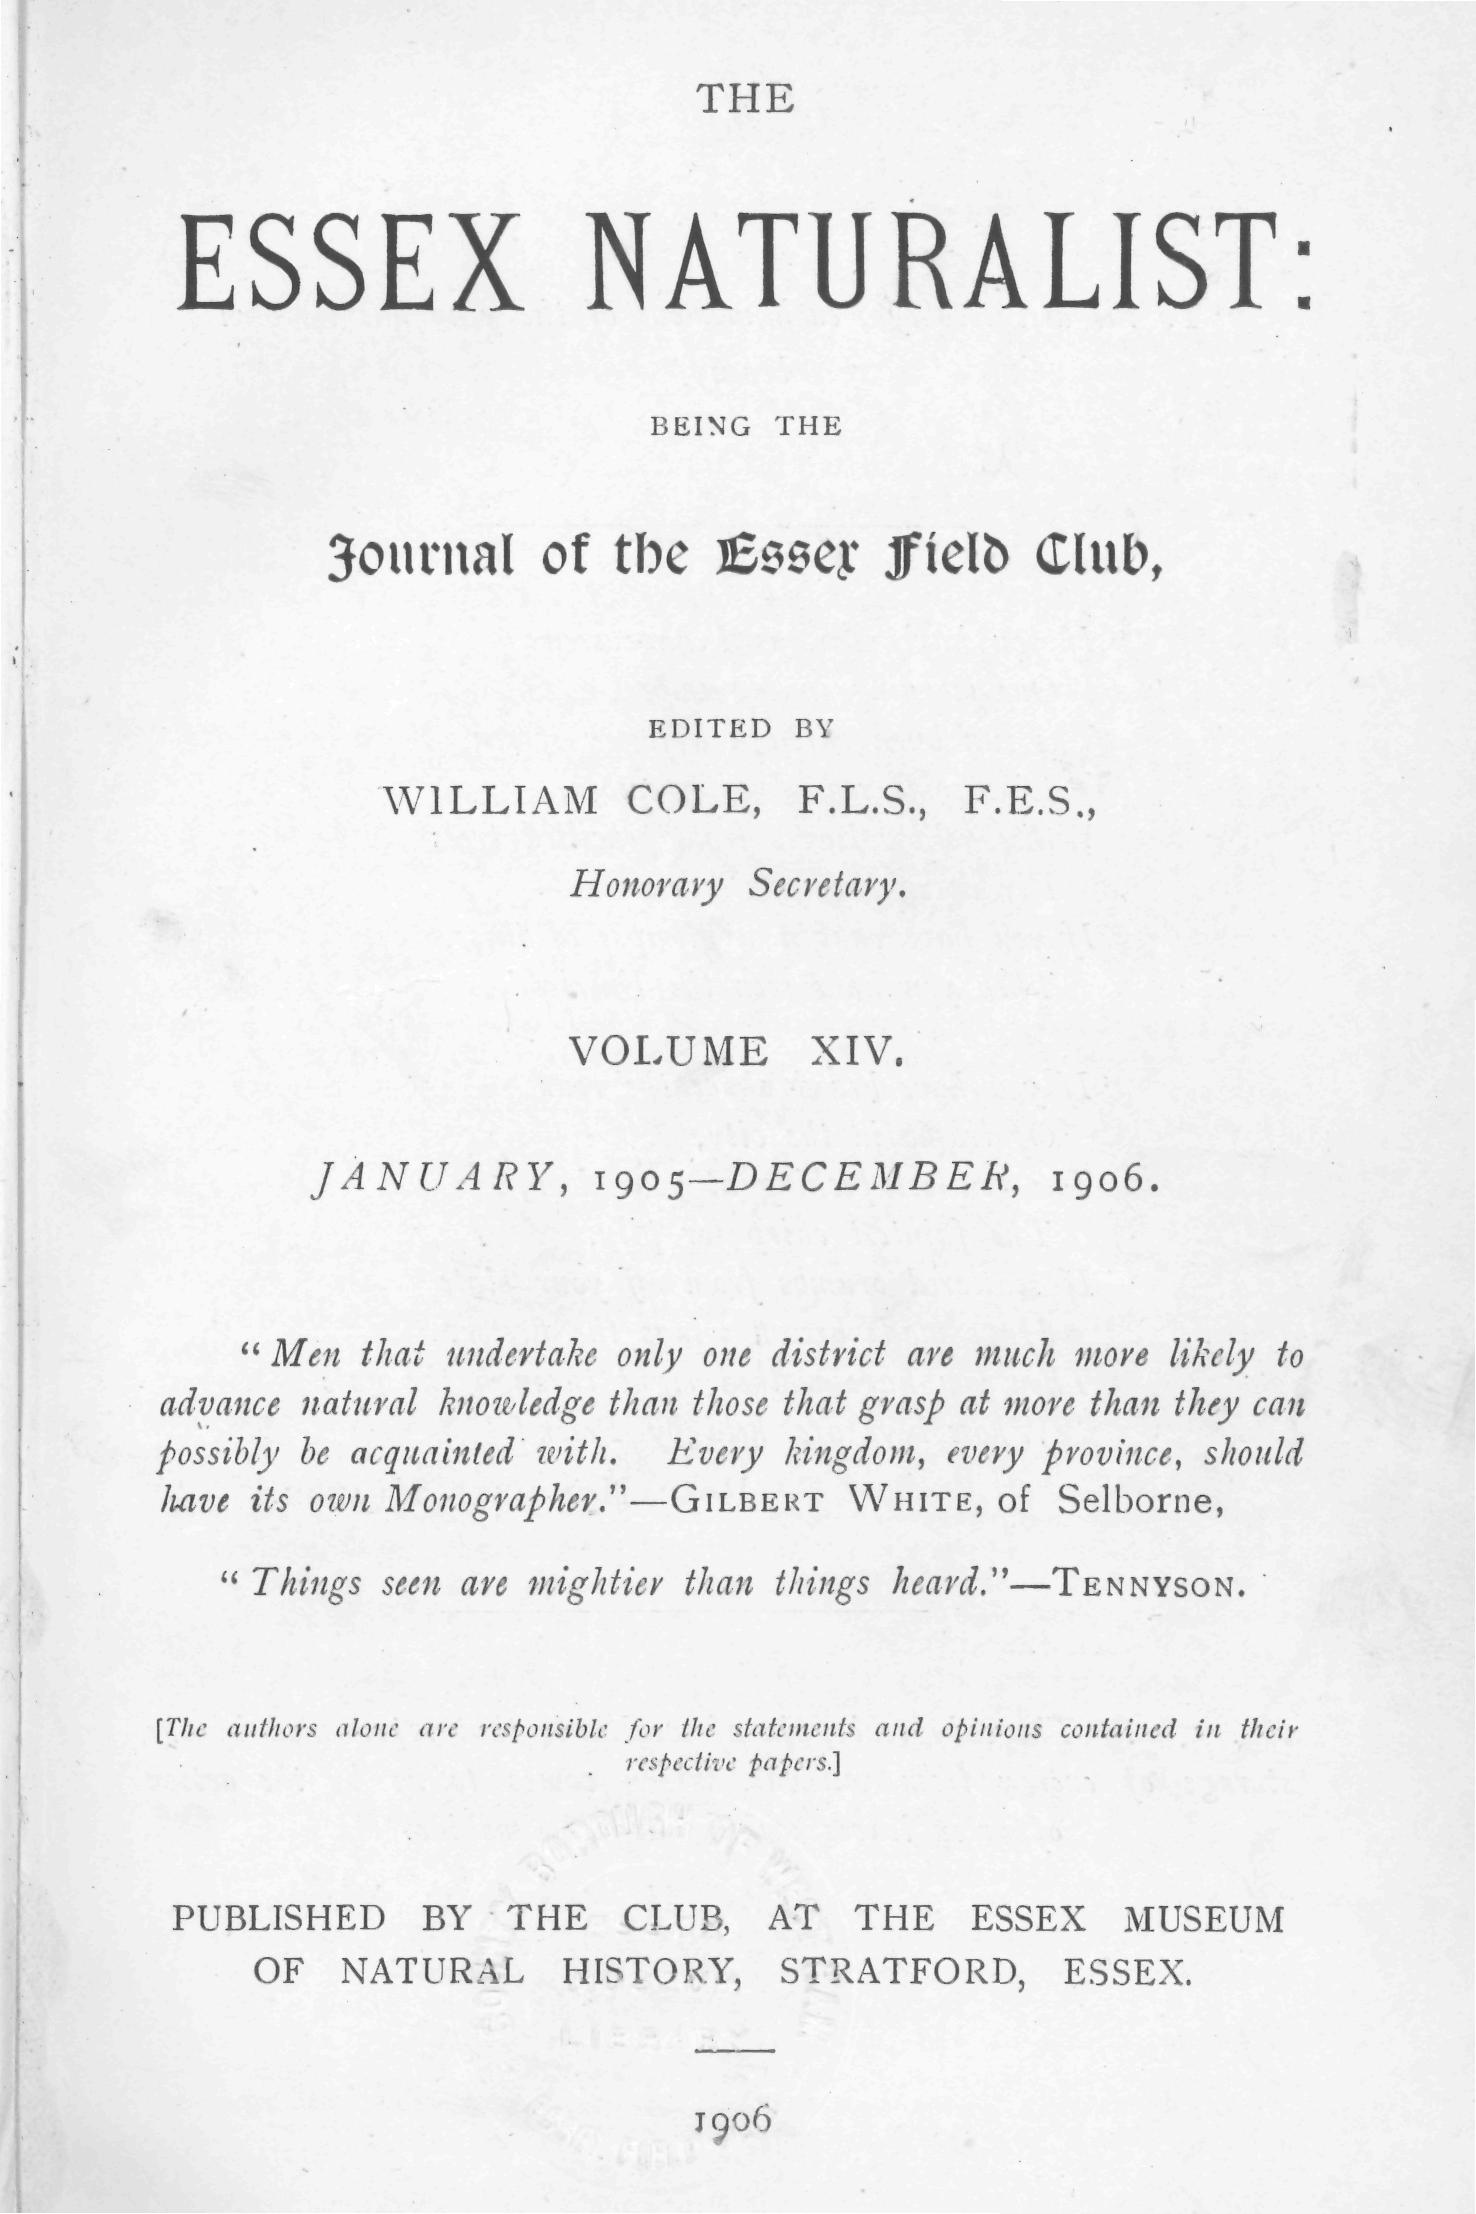 THE
ESSEX NATURALIST:
BEING THE
Journal of the Essex Field Club,
EDITED BY
WILLIAM COLE, F.L.S., F.E.S.,
Honorary Secretary.
VOLUME XIV.
JANUARY, 1905—DECEMBER, 1906.
"Men that undertake only one district are much more likely to
advance natural knowledge than those that grasp at more than they can
possibly be acquainted with. Every kingdom, every province, should
have its own Monographer."—GILBERT WHITE, of Selborne,
"Things seen are mightier than things heard."—TENNYSON.
[The authors alone are responsible for the statements and opinions contained in their
respective papers.]
PUBLISHED BY THE CLUB, AT THE ESSEX MUSEUM
OF NATURAL HISTORY, STRATFORD, ESSEX.
1906